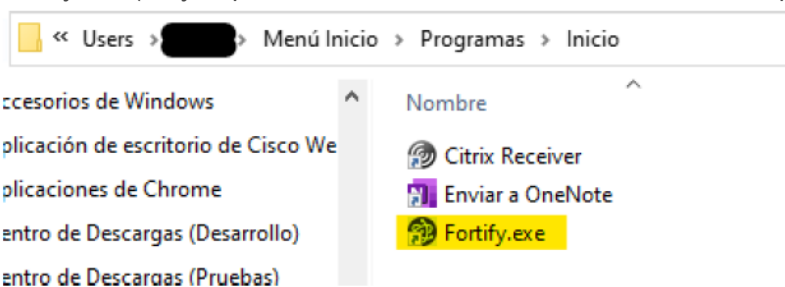 « Users › › Menú Inicio › Programas › Inicio
ccesorios de Windows
plicación de escritorio de Cisco We
plicaciones de Chrome
entro de Descargas (Desarrollo)
entro de Descargas (Pruebas)
Nombre
Citrix Receiver
Enviar a OneNote
Fortify.exe